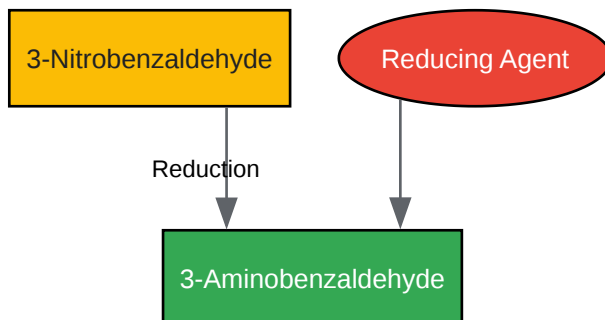 3-Nitrobenzaldehyde
Reducing Agent
Reduction
3-Aminobenzaldehyde